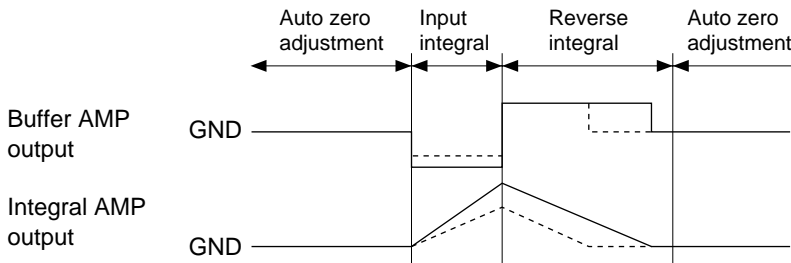 Auto zero
adjustment
Input
integral
Reverse
integral
Auto zero
adjustment
Buffer AMP
output
GND
Integral AMP
output
GND